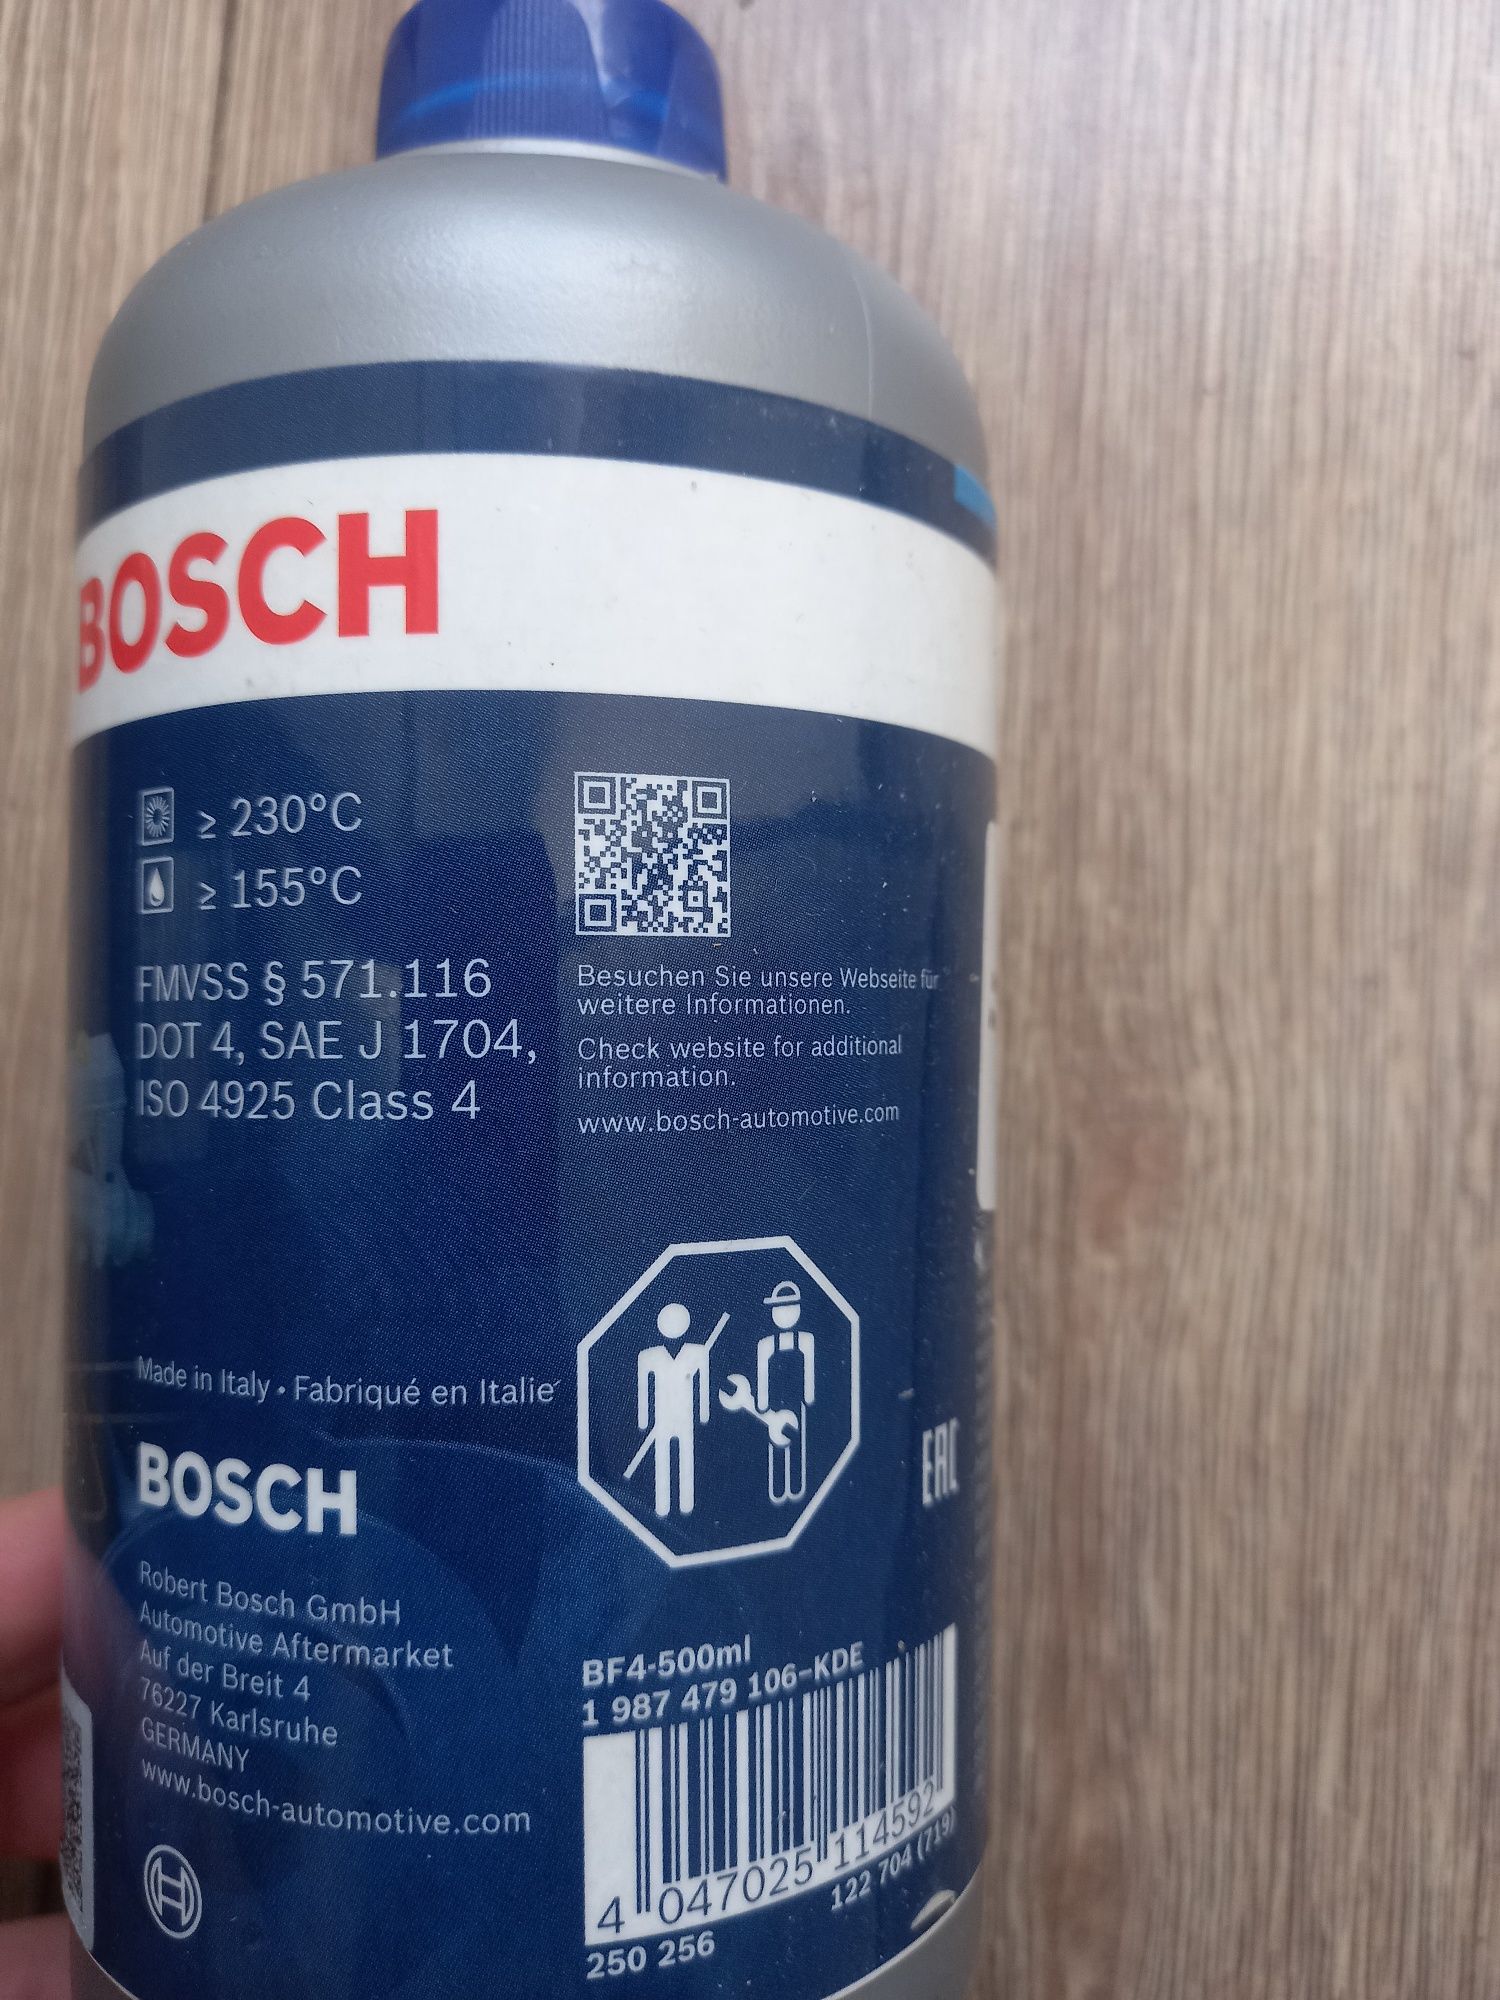 BOSCH
≥ 230°C
≥ 155°C
FMVSS § 571.116
DOT 4, SAE J 1704,
ISO 4925 Class 4
Besuchen Sie unsere Webseite für
weitere Informationen.
Check website for additional
information.
www.bosch-automotive.com
Made in Italy • Fabriqué en Italie
EAC
BOSCH
Robert Bosch GmbH
Automotive Aftermarket
Auf der Breit 4
76227 Karlsruhe
GERMANY
www.bosch-automotive.com
BF4-500ml
1 987 479 106-KDE
4 047025 114592
122 704 (719)
250 256